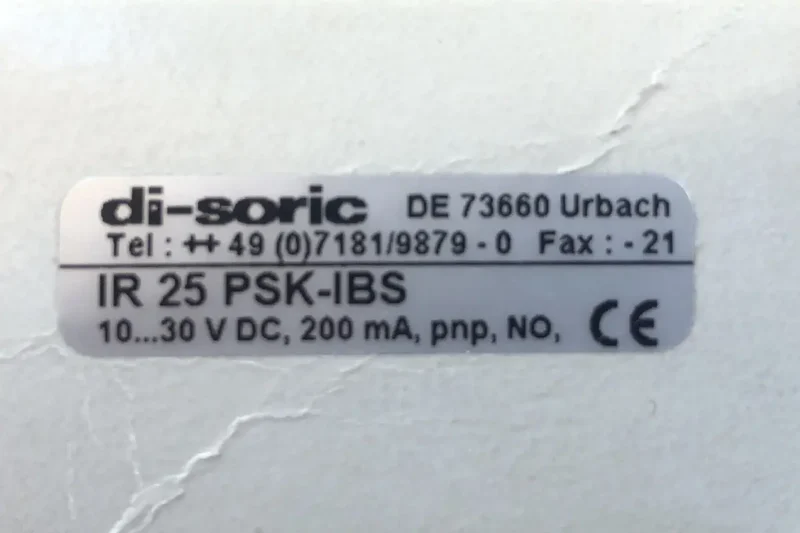 di-soric DE 73660 Urbach
Tel : ++ 49 (0)7181/9879 - 0 Fax : - 21
IR 25 PSK-IBS
10...30 V DC, 200 mA, pnp, NO, CE